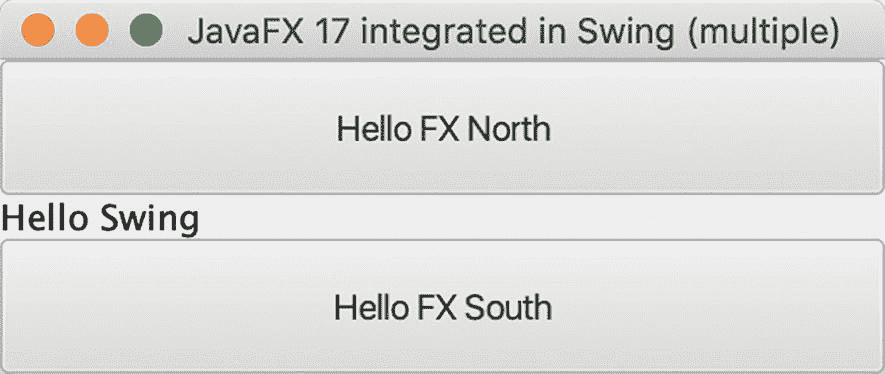 JavaFX 17 integrated in Swing (multiple)
Hello FX North
Hello Swing
Hello FX South